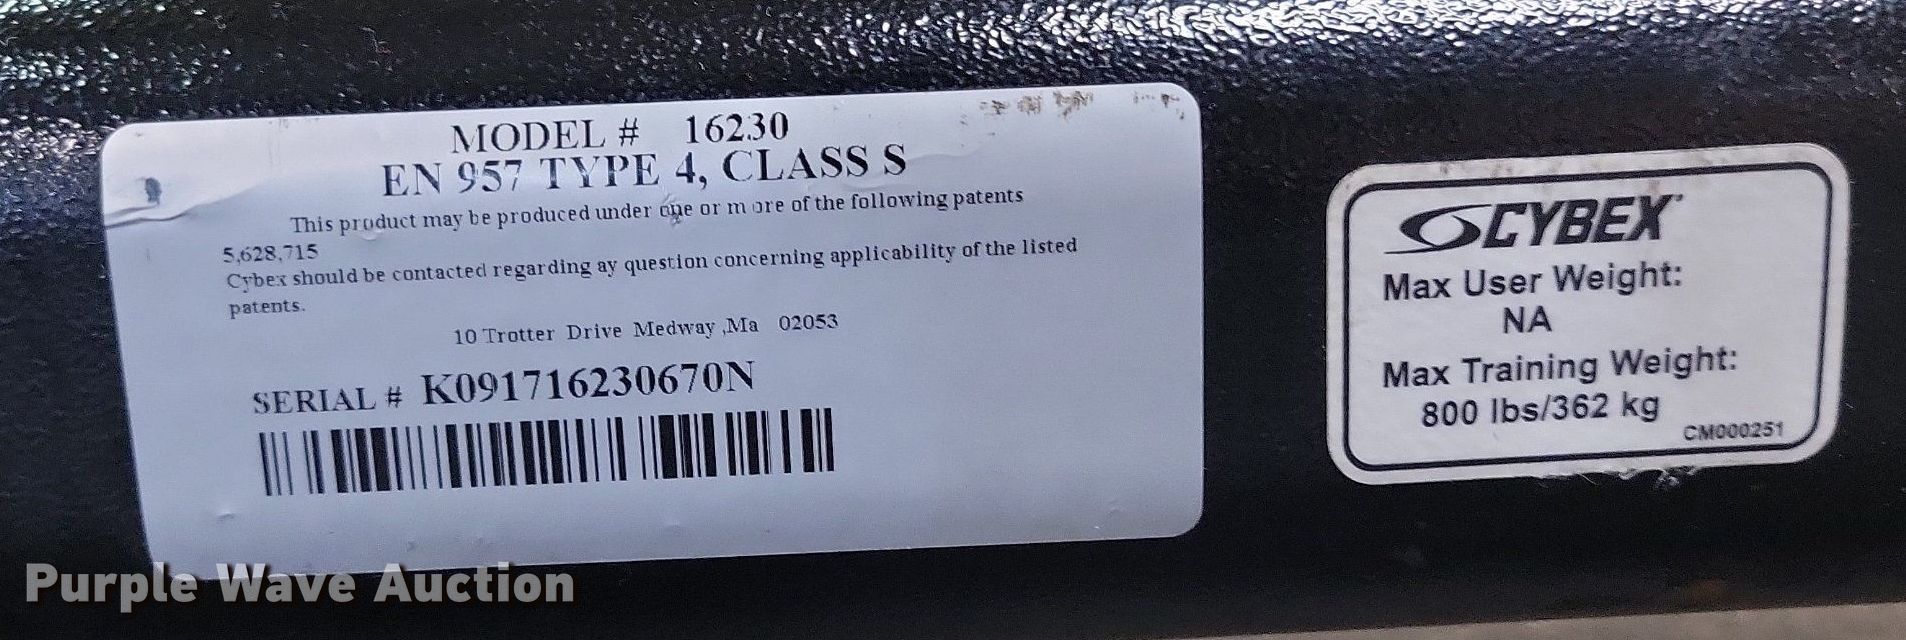 MODEL # 16230
EN 957 TYPE 4, CLASS S
This product may be produced under one or more of the following patents
5,628,715
Cybex should be contacted regarding ay question concerning applicability of the listed
patents.
10 Trotter Drive Medway ,Ma 02053
SERIAL # K091716230670N
CYBEX
Max User Weight:
NA
Max Training Weight:
800 lbs/362 kg
CM000251
Purple Wave Auction